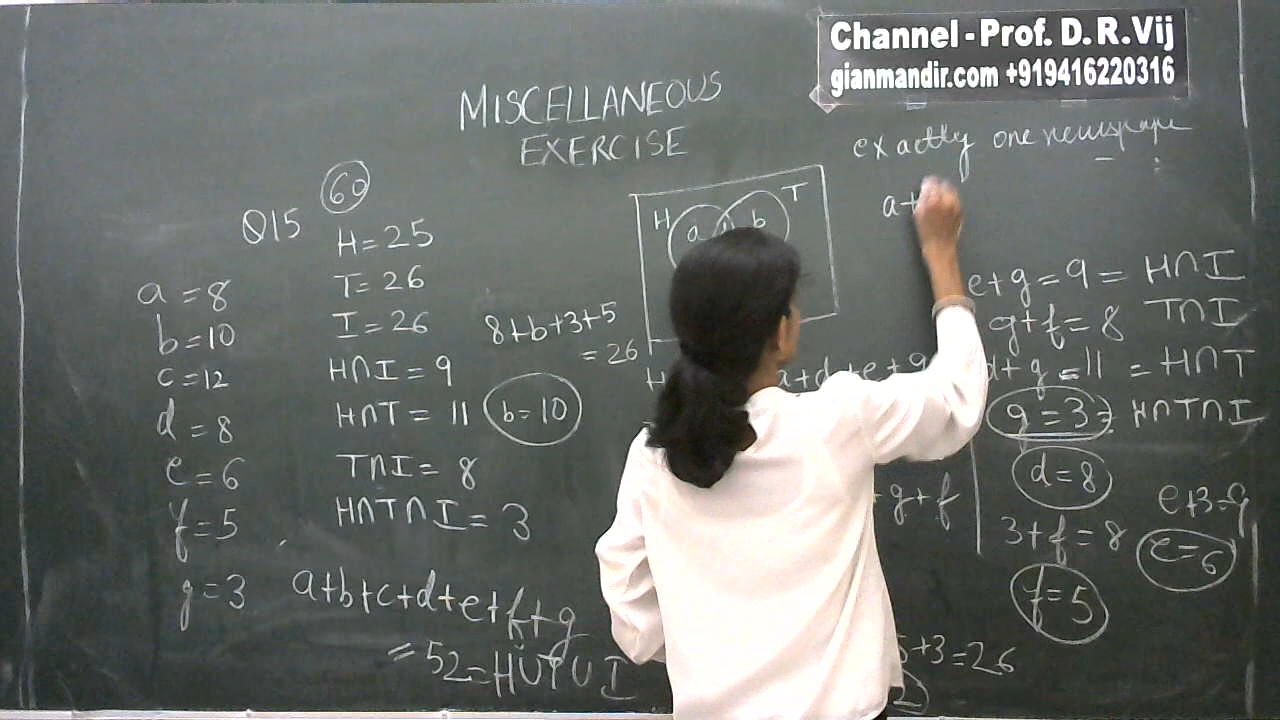 Channel - Prof. D. R. Vij
gianmandir.com +919416220316
MISCELLANEOUS
EXERCISE
exactly one newspape
60
Q15
H = 25
T = 26
I = 26
H∩I = 9
H∩T = 11
T∩I = 8
H∩T∩I = 3
a = 8
b = 10
c = 12
d = 8
e = 6
f = 5
g = 3
8+b+3+5
= 26
b = 10
a+b+c+d+e+f+g
= 52 = H∪T∪I
H
T
a
b
H
a+d+e+g
+g+f
5+3=26
a+
e+g = 9 = H∩I
g+f = 8 T∩I
d+g = 11 = H∩T
g = 3 = H∩T∩I
d = 8
3+f = 8
f = 5
e+3=9
e=6